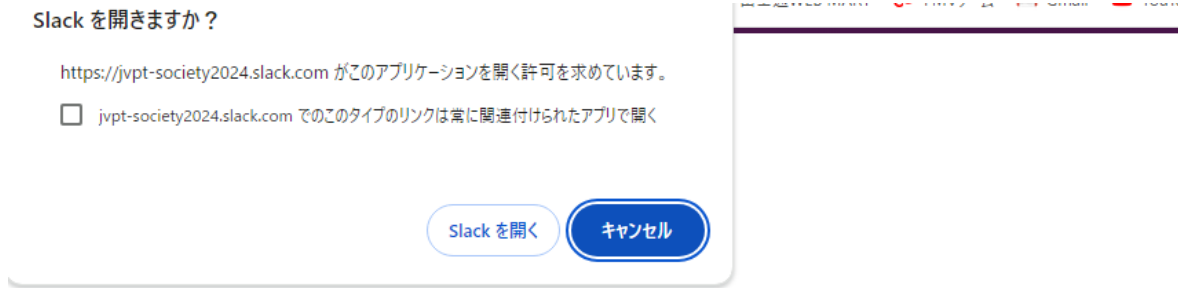 Slack を開きますか？
https://jvpt-society2024.slack.com がこのアプリケーションを開く許可を求めています。
jvpt-society2024.slack.com でのこのタイプのリンクは常に関連付けられたアプリで開く
Slack を開く
キャンセル